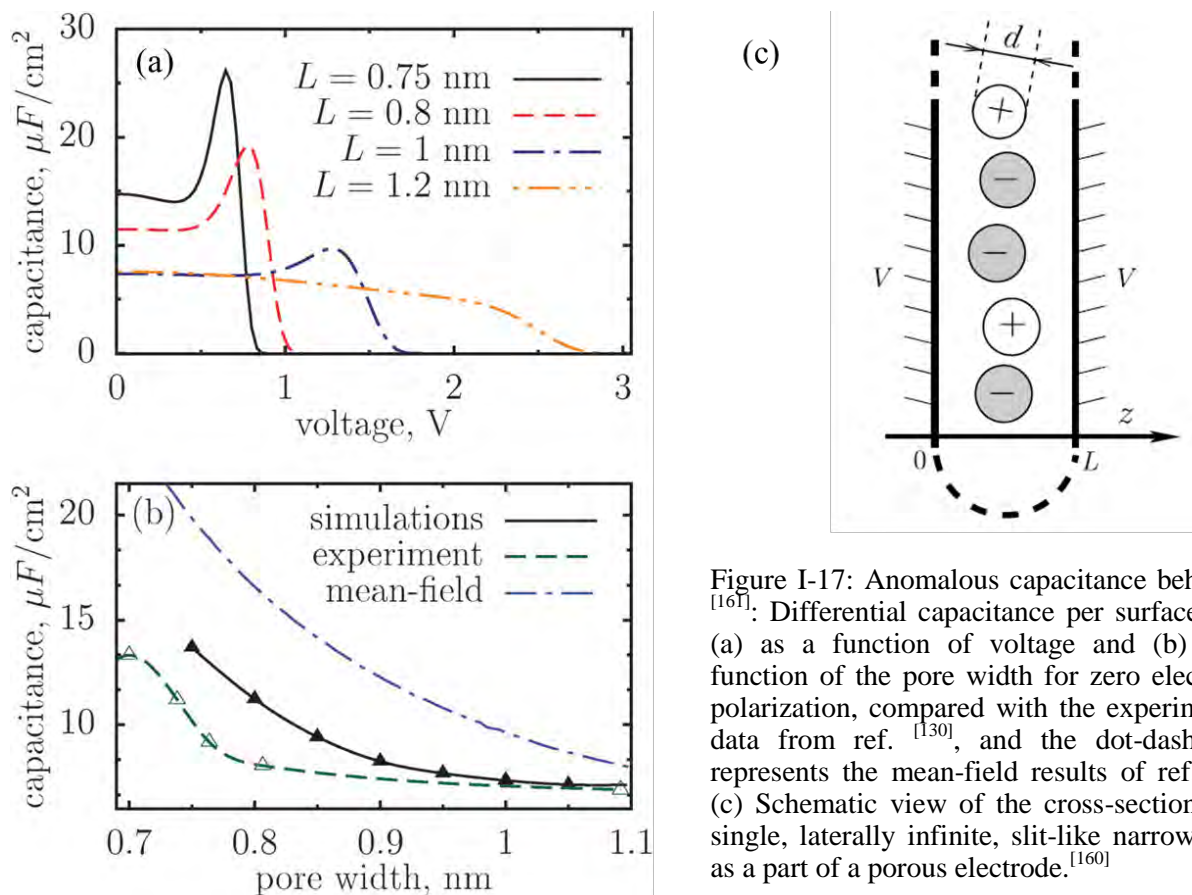 30
20
10
0
capacitance, μF/cm²
(a)
L = 0.75 nm
L = 0.8 nm
L = 1 nm
L = 1.2 nm
0 1 2 3
voltage, V
20
15
10
capacitance, μF/cm²
(b)
simulations
experiment
mean-field
0.7 0.8 0.9 1 1.1
pore width, nm
(c)
d
+
−
−
+
−
V V
z
0 L
Figure I-17: Anomalous capacitance beh
[161]: Differential capacitance per surface
(a) as a function of voltage and (b)
function of the pore width for zero elec
polarization, compared with the experin
data from ref. [130], and the dot-dash
represents the mean-field results of ref
(c) Schematic view of the cross-section
single, laterally infinite, slit-like narrow
as a part of a porous electrode.[160]